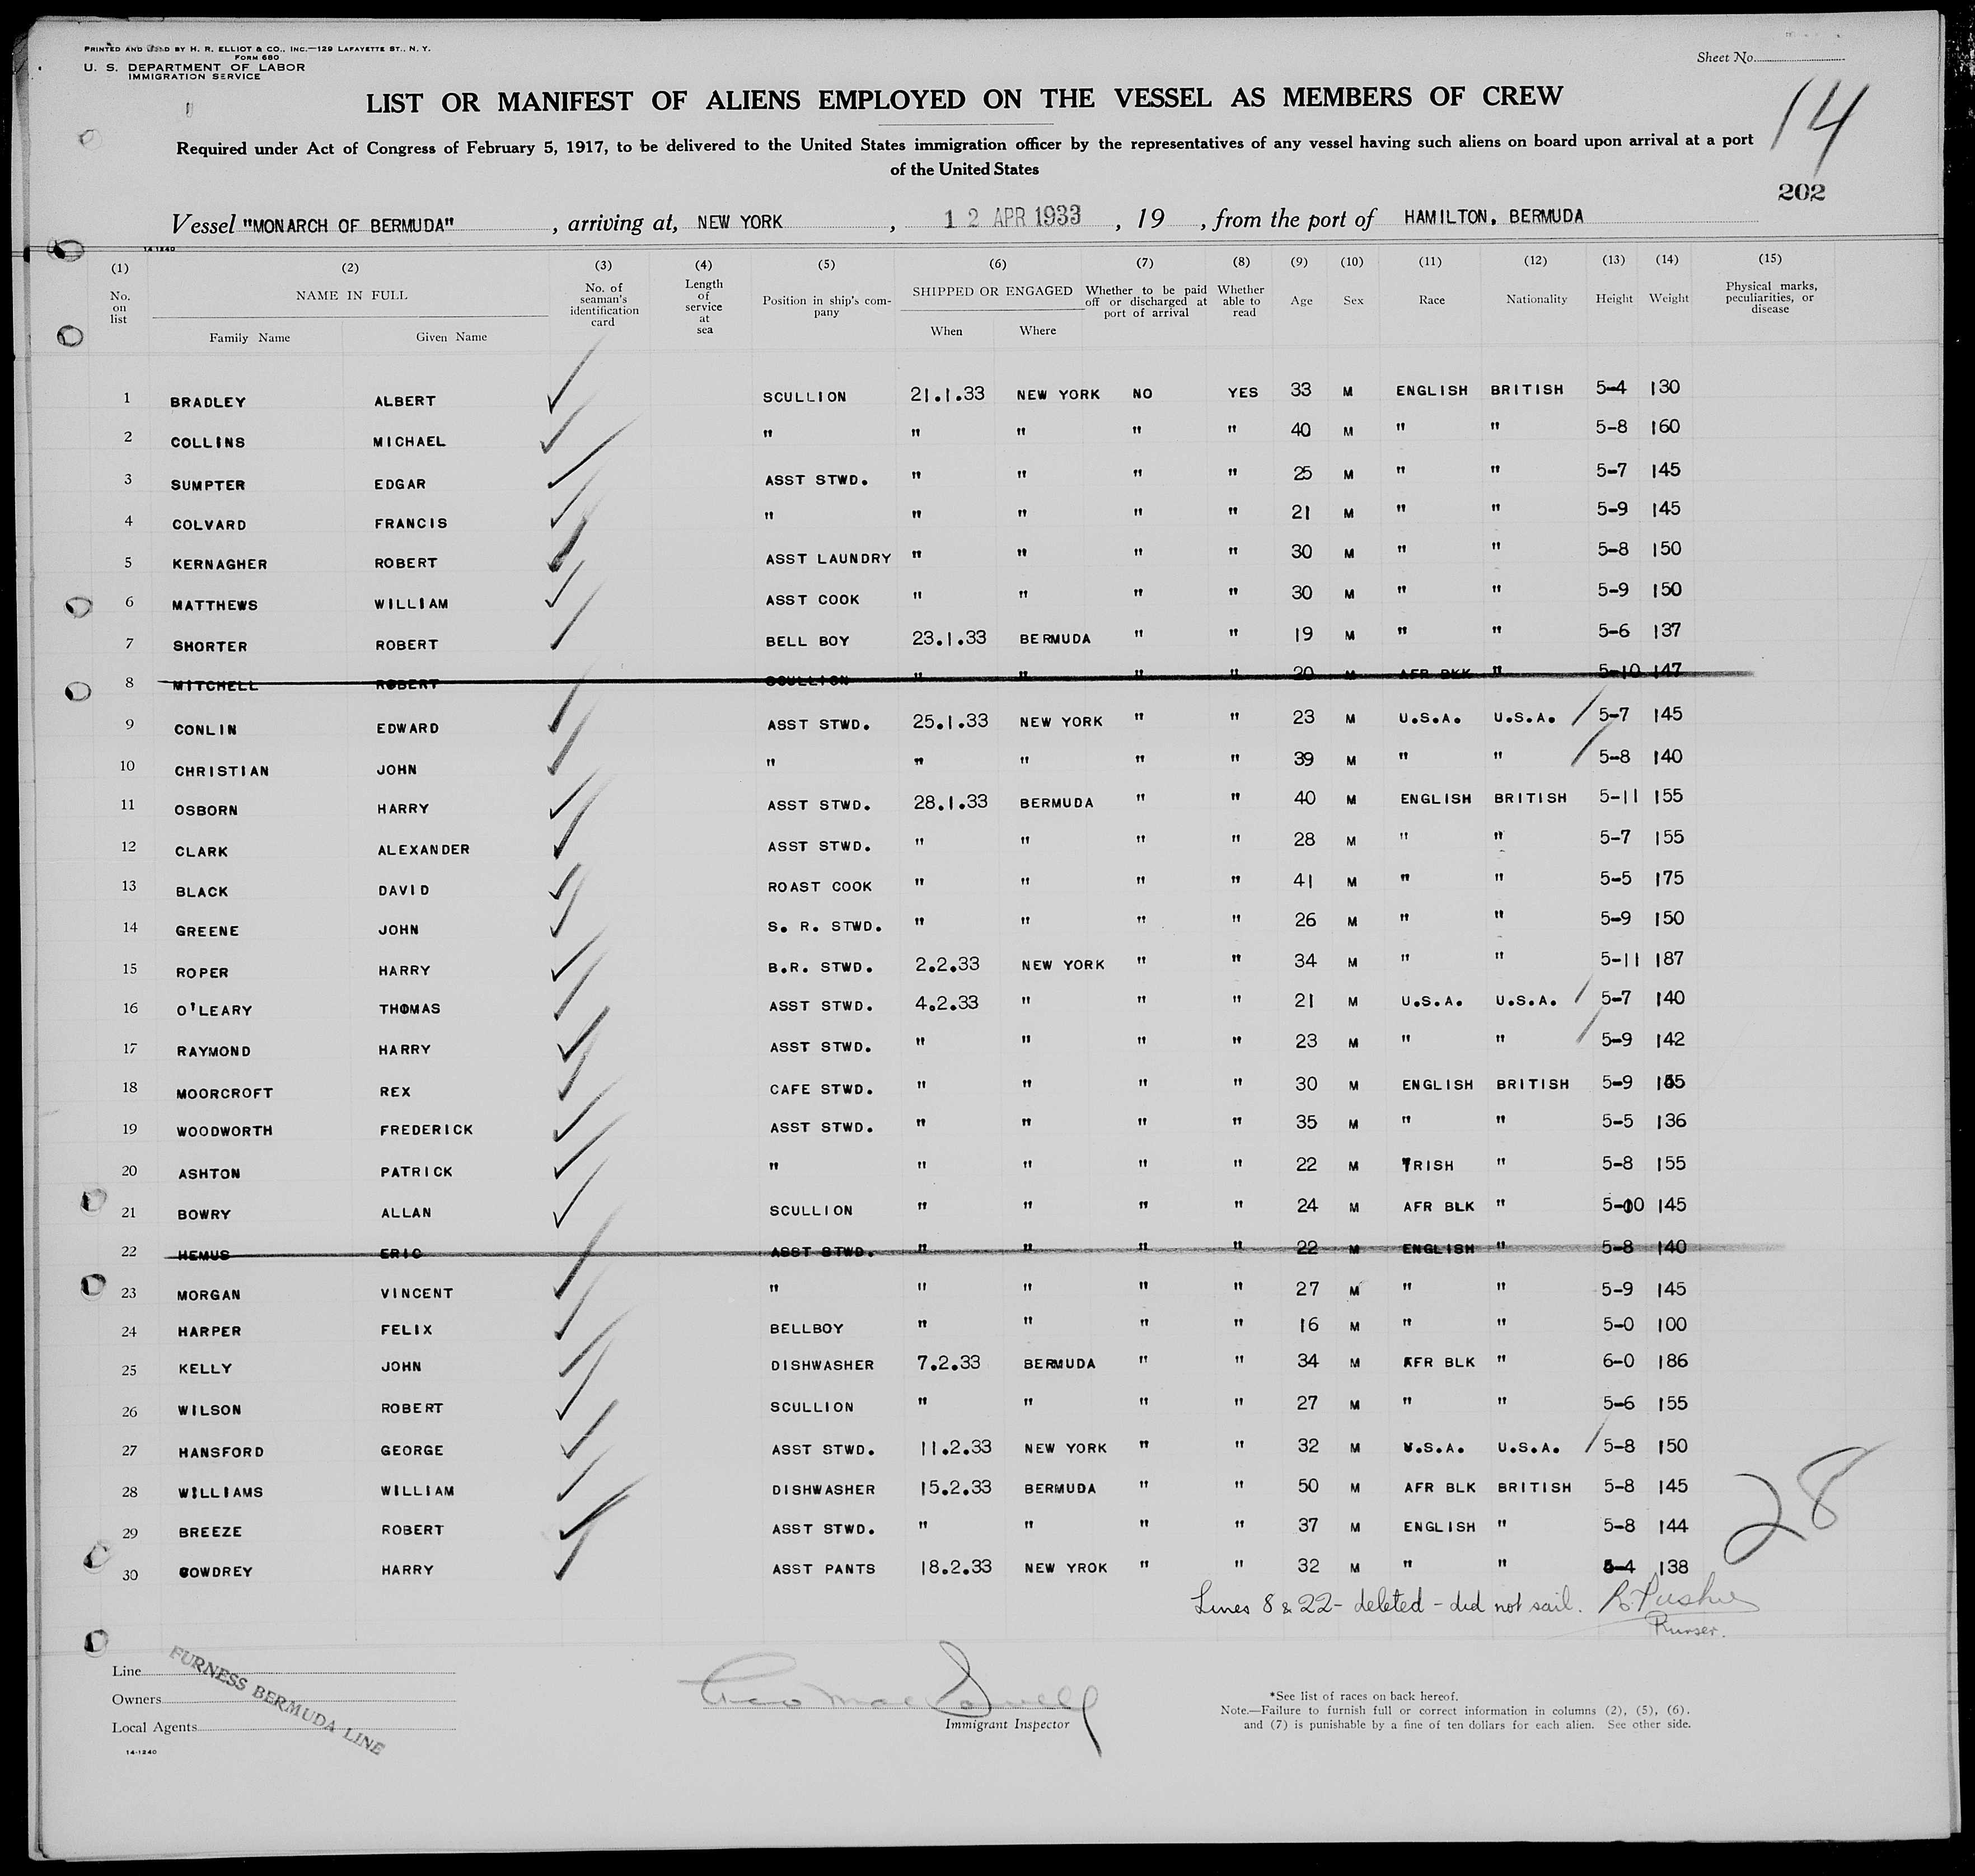 PRINTED AND SOLD BY H. R. ELLIOT & CO., INC.—129 LAFAYETTE ST., N. Y.
FORM 680
U. S. DEPARTMENT OF LABOR
IMMIGRATION SERVICE
Sheet No.
14
LIST OR MANIFEST OF ALIENS EMPLOYED ON THE VESSEL AS MEMBERS OF CREW
Required under Act of Congress of February 5, 1917, to be delivered to the United States immigration officer by the representatives of any vessel having such aliens on board upon arrival at a port
of the United States
202
Vessel "MONARCH OF BERMUDA" , arriving at, NEW YORK , 12 APR 1933 , 19 , from the port of HAMILTON, BERMUDA
14-1240
(1) (2) (3) (4) (5) (6) (7) (8) (9) (10) (11) (12) (13) (14) (15)
No. on list NAME IN FULL Family Name Given Name No. of seaman's identification card Length of service at sea Position in ship's company SHIPPED OR ENGAGED When Where Whether to be paid off or discharged at port of arrival Whether able to read Age Sex Race Nationality Height Weight Physical marks, peculiarities, or disease
1 BRADLEY ALBERT SCULLION 21.1.33 NEW YORK NO YES 33 M ENGLISH BRITISH 5-4 130
2 COLLINS MICHAEL " " " " " 40 M " " 5-8 160
3 SUMPTER EDGAR ASST STWD. " " " " 25 M " " 5-7 145
4 COLVARD FRANCIS " " " " " 21 M " " 5-9 145
5 KERNAGHER ROBERT ASST LAUNDRY " " " " 30 M " " 5-8 150
6 MATTHEWS WILLIAM ASST COOK " " " " 30 M " " 5-9 150
7 SHORTER ROBERT BELL BOY 23.1.33 BERMUDA " " 19 M " " 5-6 137
8 MITCHELL ROBERT SCULLION " " " " 20 M AFR BKK " 5-10 147
9 CONLIN EDWARD ASST STWD. 25.1.33 NEW YORK " " 23 M U.S.A. U.S.A. 5-7 145
10 CHRISTIAN JOHN " " " " " 39 M " " 5-8 140
11 OSBORN HARRY ASST STWD. 28.1.33 BERMUDA " " 40 M ENGLISH BRITISH 5-11 155
12 CLARK ALEXANDER ASST STWD. " " " " 28 M " " 5-7 155
13 BLACK DAVID ROAST COOK " " " " 41 M " " 5-5 175
14 GREENE JOHN S. R. STWD. " " " " 26 M " " 5-9 150
15 ROPER HARRY B.R. STWD. 2.2.33 NEW YORK " " 34 M " " 5-11 187
16 O'LEARY THOMAS ASST STWD. 4.2.33 " " " 21 M U.S.A. U.S.A. 5-7 140
17 RAYMOND HARRY ASST STWD. " " " " 23 M " " 5-9 142
18 MOORCROFT REX CAFE STWD. " " " " 30 M ENGLISH BRITISH 5-9
19 WOODWORTH FREDERICK ASST STWD. " " " " 35 M " " 5-5 136
20 ASHTON PATRICK " " " " " 22 M IRISH " 5-8 155
21 BOWRY ALLAN SCULLION " " " " 24 M AFR BLK " 5-10 145
22 HEMUS ERIC ASST STWD. " " " " 22 M ENGLISH " 5-8 140
23 MORGAN VINCENT " " " " " 27 M " " 5-9 145
24 HARPER FELIX BELLBOY " " " " 16 M " " 5-0 100
25 KELLY JOHN DISHWASHER 7.2.33 BERMUDA " " 34 M AFR BLK " 6-0 186
26 WILSON ROBERT SCULLION " " " " 27 M " " 5-6 155
27 HANSFORD GEORGE ASST STWD. 11.2.33 NEW YORK " " 32 M U.S.A. U.S.A. 5-8 150
28 WILLIAMS WILLIAM DISHWASHER 15.2.33 BERMUDA " " 50 M AFR BLK BRITISH 5-8 145
29 BREEZE ROBERT ASST STWD. " " " " 37 M ENGLISH " 5-8 144
30 COWDREY HARRY ASST PANTS 18.2.33 NEW YROK " " 32 M " " 5-4 138
28
Lines 8 & 22 - deleted - did not sail.
Purser.
Line
Owners
Local Agents
FURNESS BERMUDA LINE
Immigrant Inspector
*See list of races on back hereof.
Note.—Failure to furnish full or correct information in columns (2), (5), (6).
and (7) is punishable by a fine of ten dollars for each alien. See other side.
14-1240